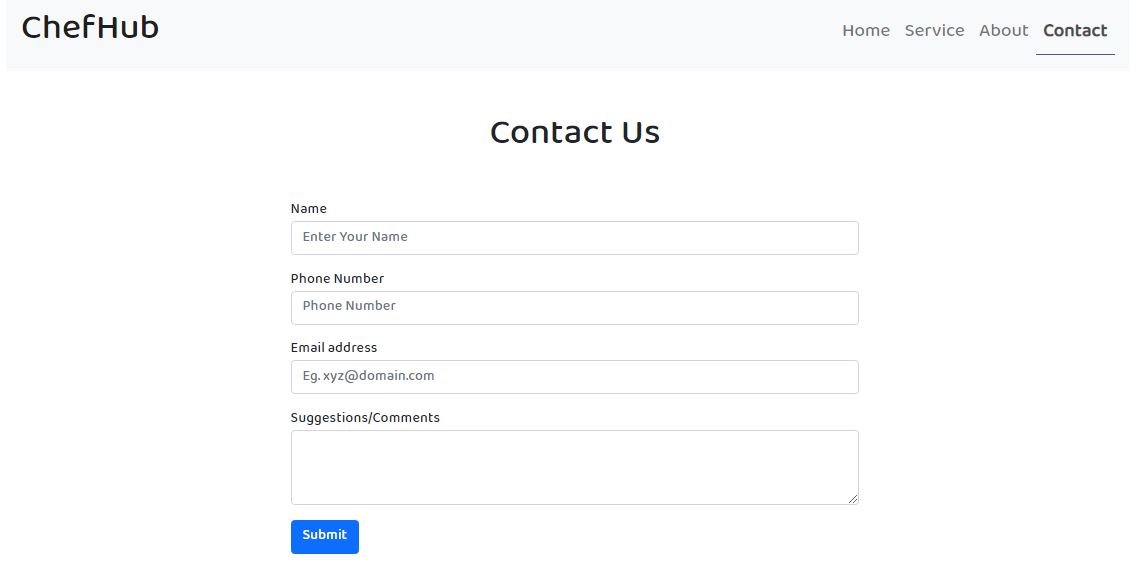 ChefHub
Home Service About Contact
Contact Us
Name
Enter Your Name
Phone Number
Phone Number
Email address
Eg. xyz@domain.com
Suggestions/Comments
Submit